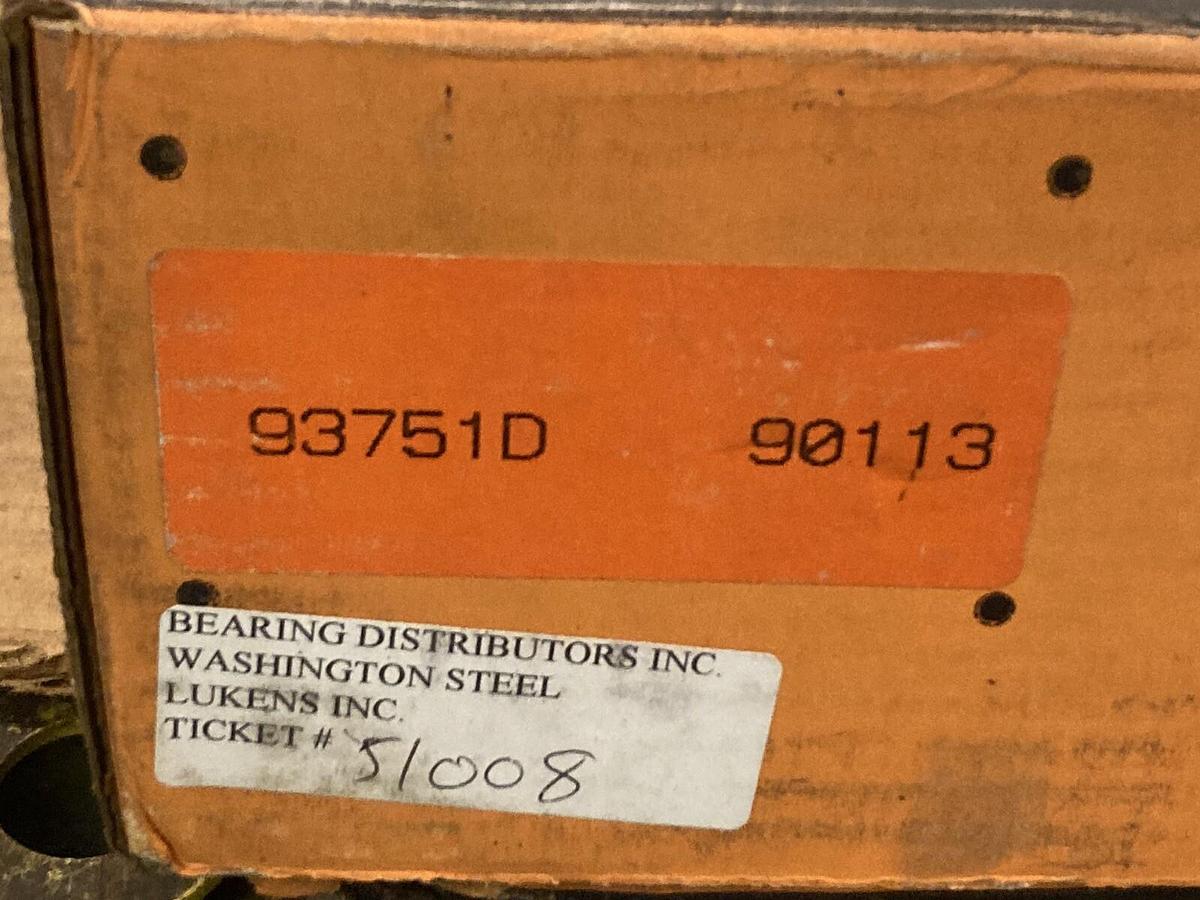 93751D 90113
BEARING DISTRIBUTORS INC.
WASHINGTON STEEL
LUKENS INC.
TICKET # 51008